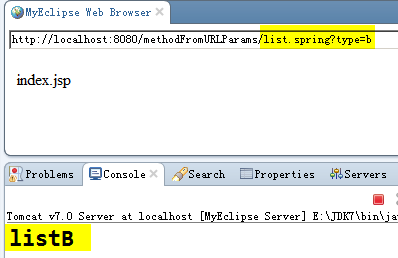 MyEclipse Web Browser
http://localhost:8080/methodFromURLParams/list.spring?type=b
index.jsp
Problems Console Search Properties Servers
Tomcat v7.0 Server at localhost [MyEclipse Server] E:\JDK7\bin\ja
listB